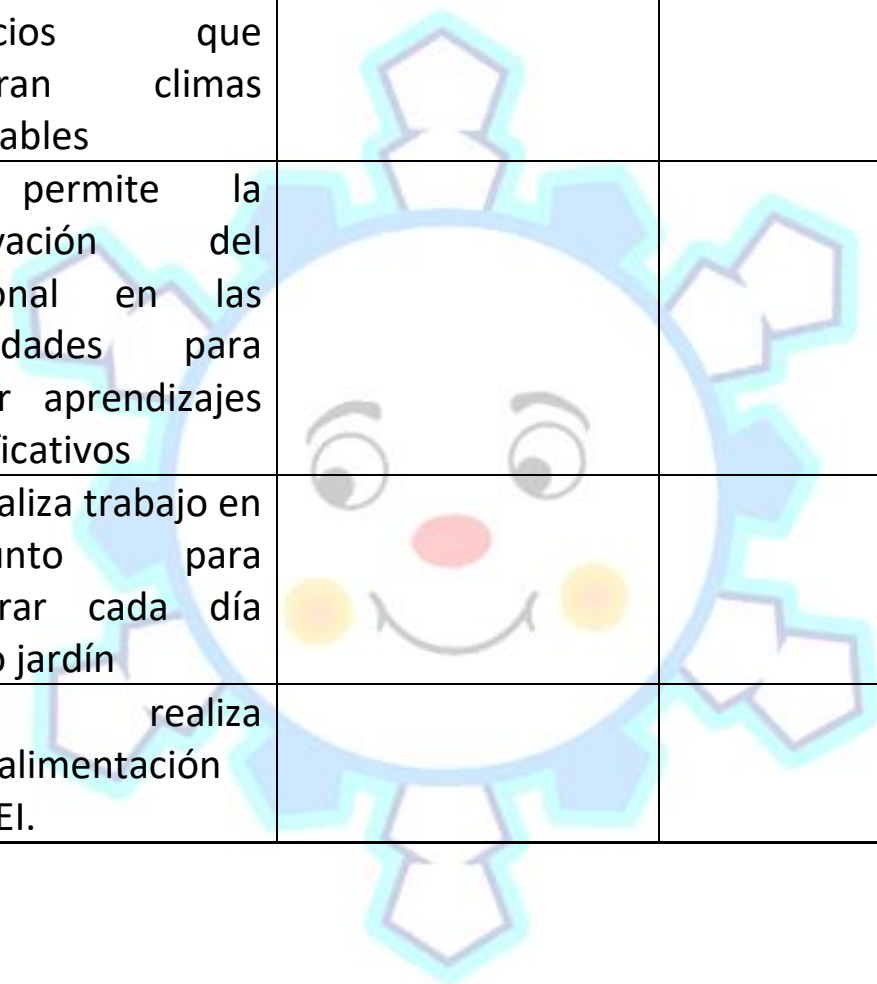 cios que
ran climas
ables
permite la
vación del
onal en las
dades para
r aprendizajes
ficativos
aliza trabajo en
unto para
rar cada día
o jardín
realiza
alimentación
EI.